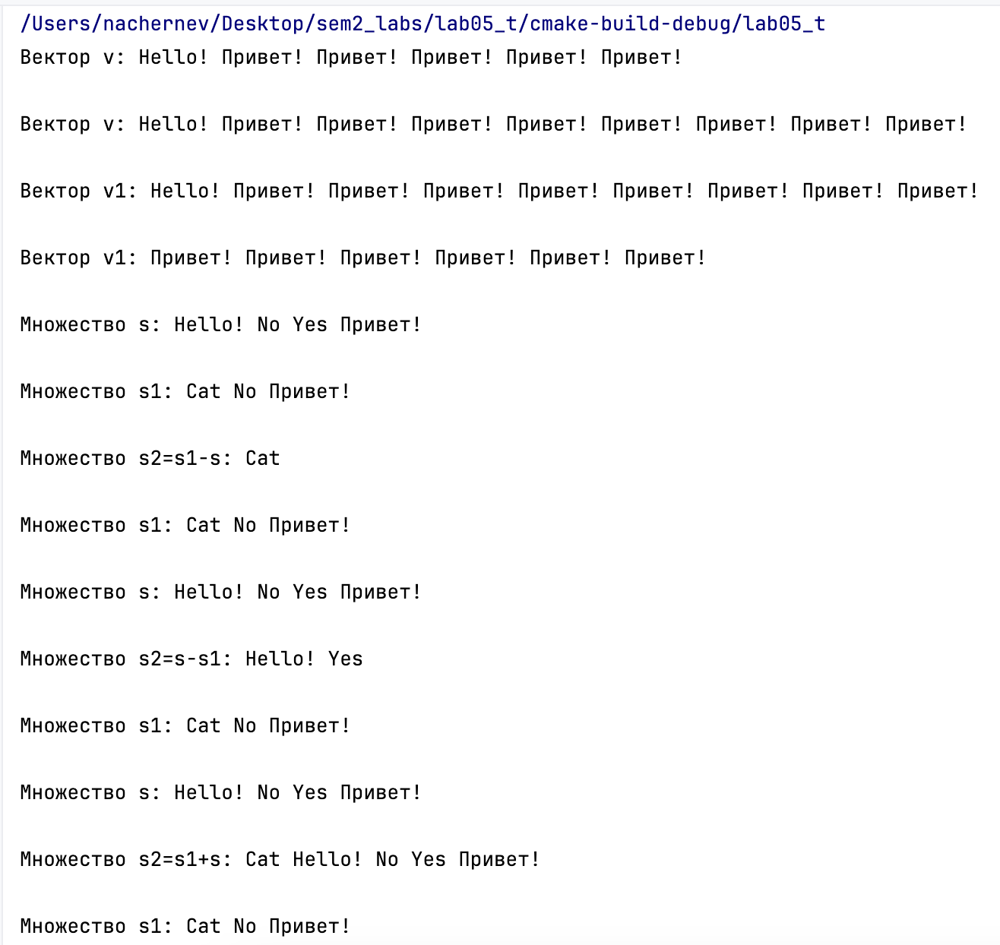 /Users/nachernev/Desktop/sem2_labs/lab05_t/cmake-build-debug/lab05_t
Вектор v: Hello! Привет! Привет! Привет! Привет! Привет!
Вектор v: Hello! Привет! Привет! Привет! Привет! Привет! Привет! Привет! Привет!
Вектор v1: Hello! Привет! Привет! Привет! Привет! Привет! Привет! Привет! Привет!
Вектор v1: Привет! Привет! Привет! Привет! Привет! Привет!
Множество s: Hello! No Yes Привет!
Множество s1: Cat No Привет!
Множество s2=s1-s: Cat
Множество s1: Cat No Привет!
Множество s: Hello! No Yes Привет!
Множество s2=s-s1: Hello! Yes
Множество s1: Cat No Привет!
Множество s: Hello! No Yes Привет!
Множество s2=s1+s: Cat Hello! No Yes Привет!
Множество s1: Cat No Привет!